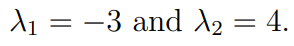 λ₁ = −3 and λ₂ = 4.